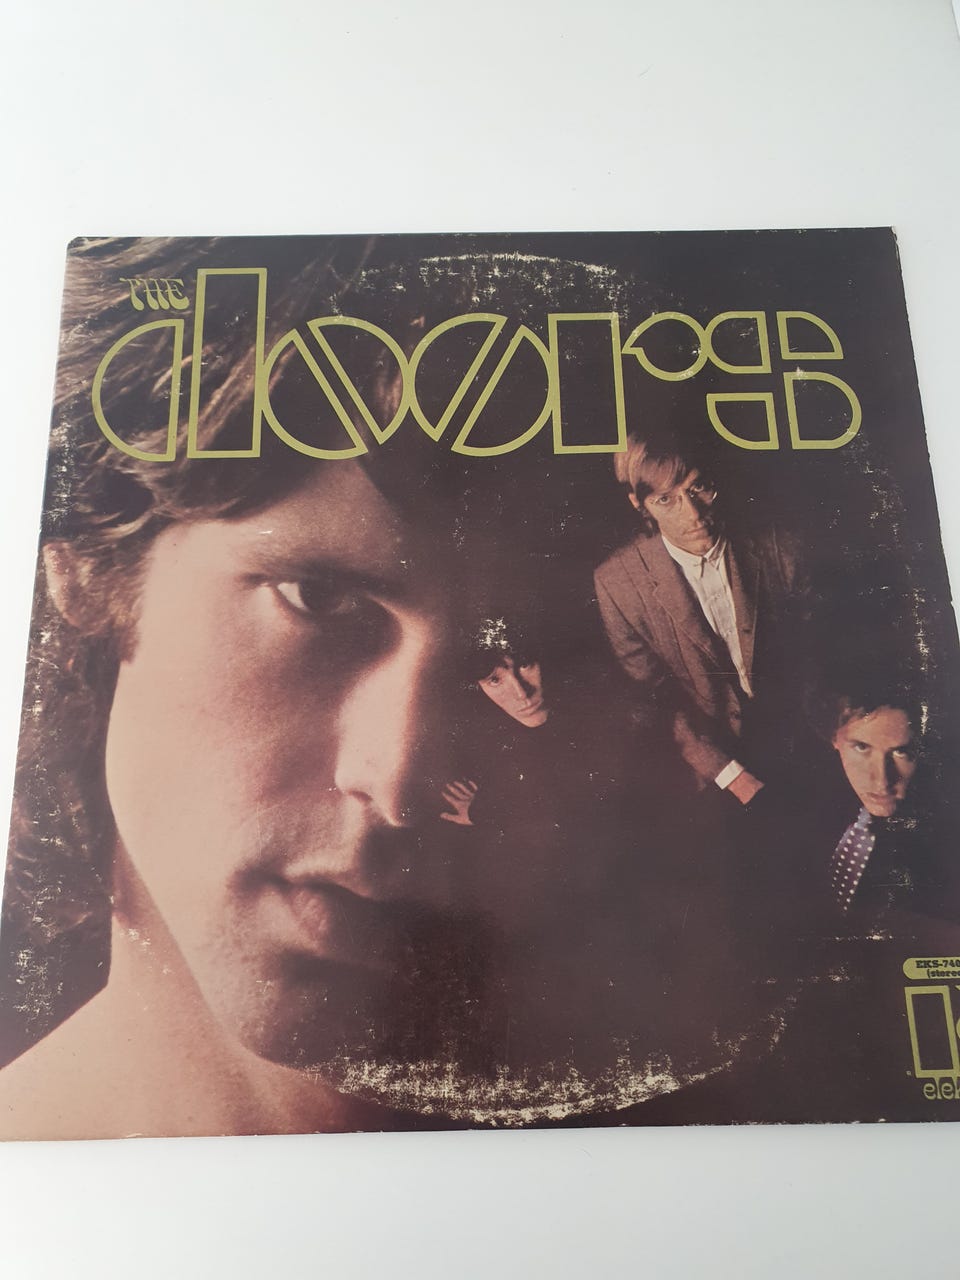 THE
doors
EKS-740
(stereo
elek